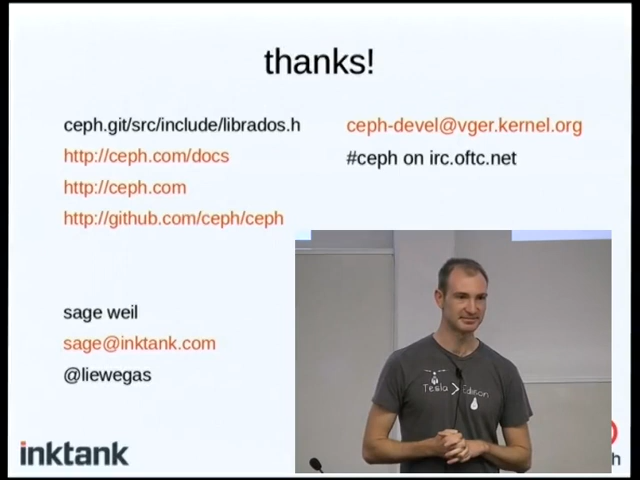 thanks!
ceph.git/src/include/librados.h
http://ceph.com/docs
http://ceph.com
http://github.com/ceph/ceph
ceph-devel@vger.kernel.org
#ceph on irc.oftc.net
sage weil
sage@inktank.com
@liewegas
Tesla > Edison
inktank